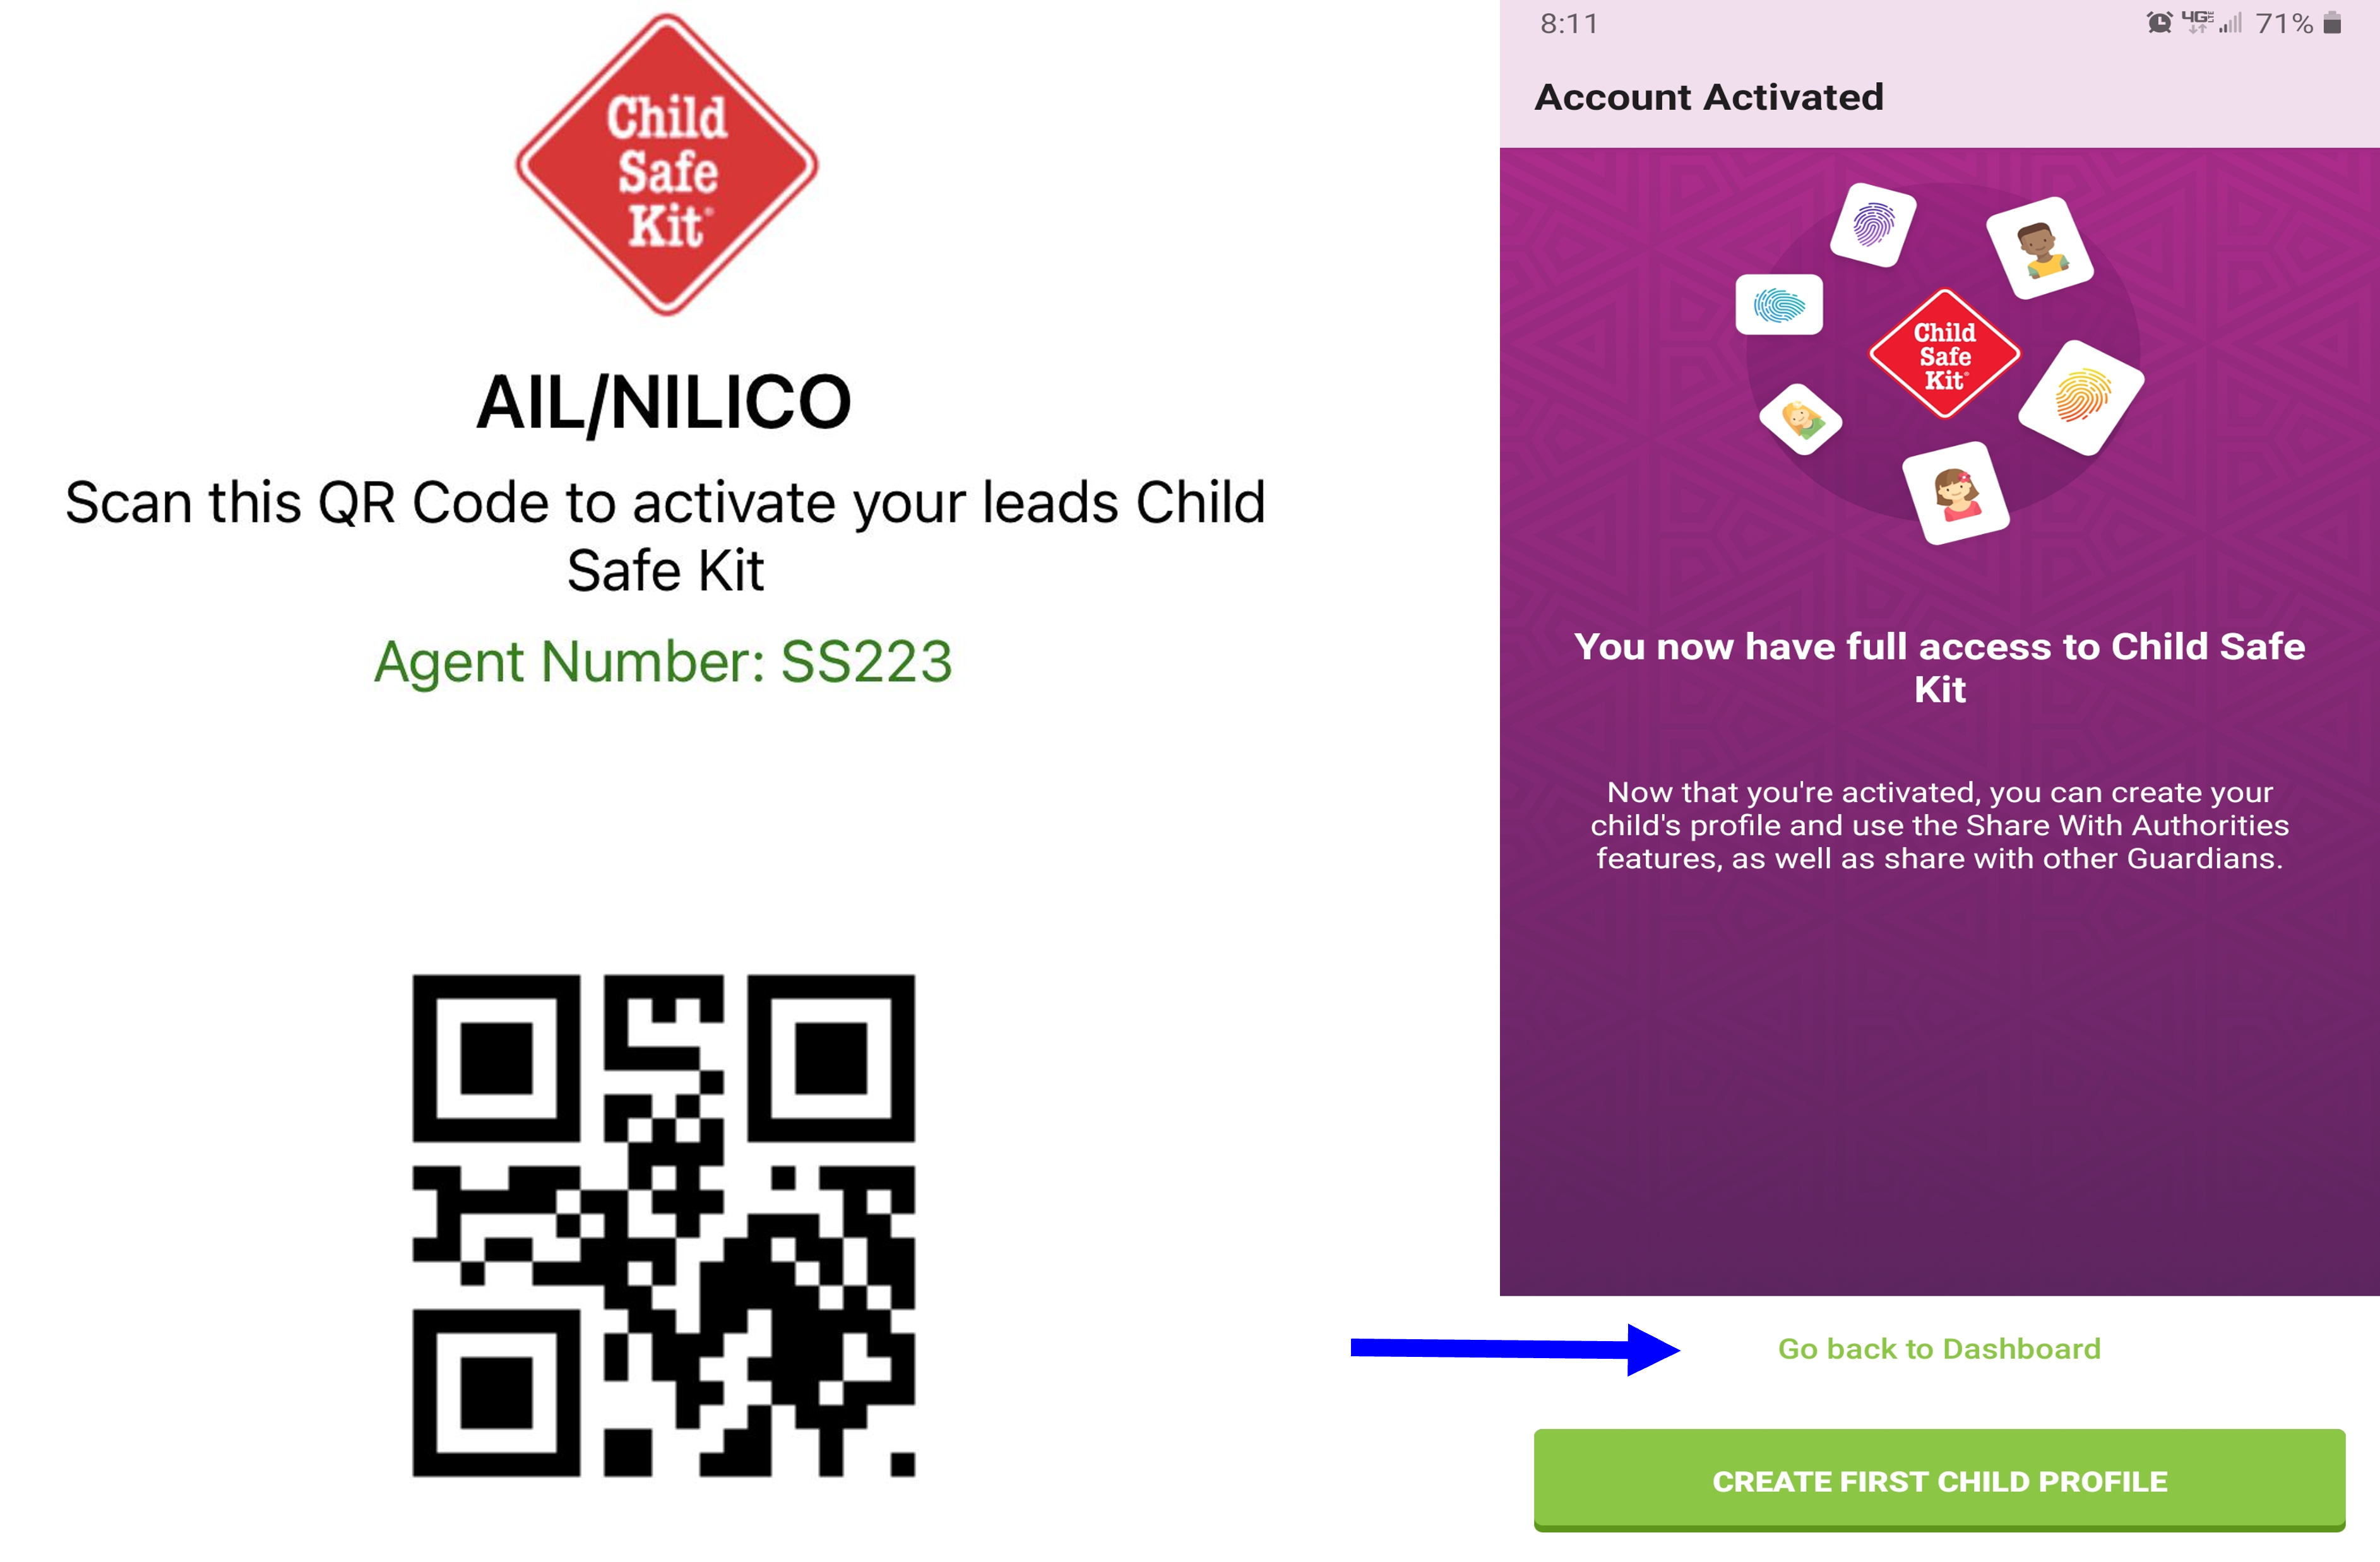 Child
Safe
Kit®
AIL/NILICO
Scan this QR Code to activate your leads Child
Safe Kit
Agent Number: SS223
8:11
4G LTE 71%
Account Activated
Child
Safe
Kit®
You now have full access to Child Safe
Kit
Now that you're activated, you can create your
child's profile and use the Share With Authorities
features, as well as share with other Guardians.
Go back to Dashboard
CREATE FIRST CHILD PROFILE